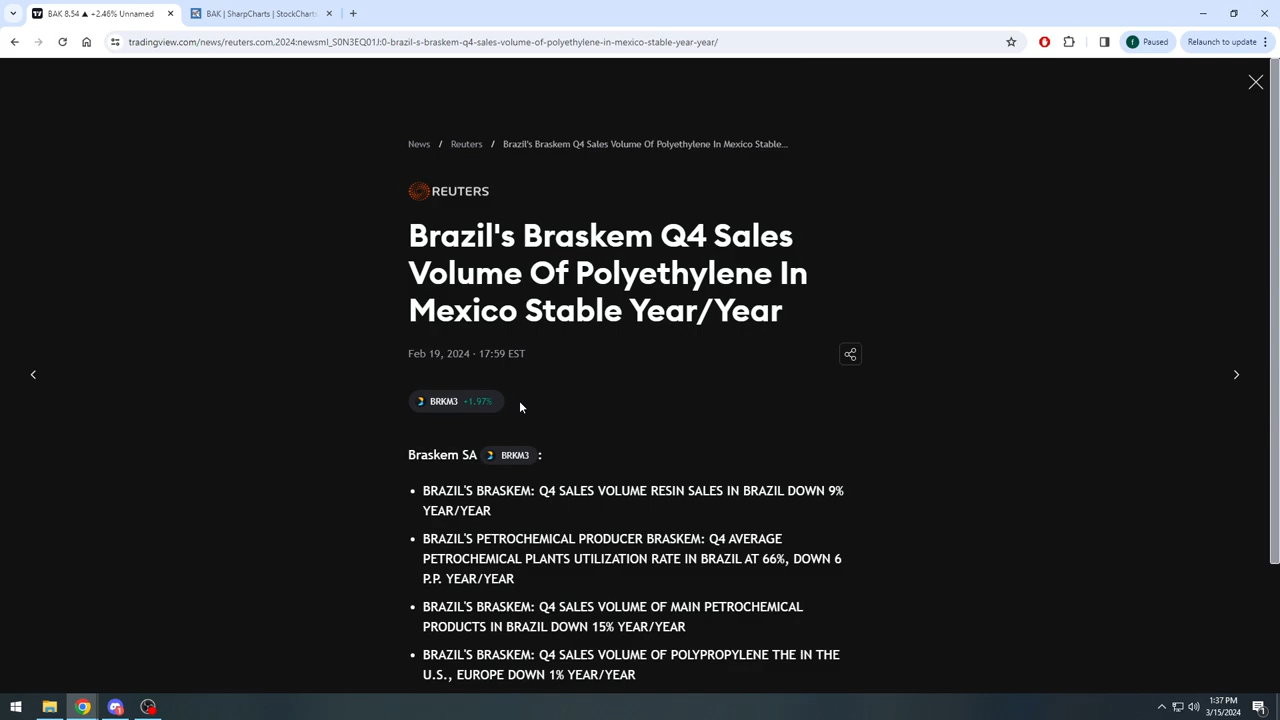 BAK 8.54 ▲ +2.46% Unnamed
BAK | SharpCharts | StockCharts
tradingview.com/news/reuters.com.2024:newsml_S0N3EQ01J:0-brazil-s-braskem-q4-sales-volume-of-polyethylene-in-mexico-stable-year-year/
f Paused
Relaunch to update
News / Reuters / Brazil's Braskem Q4 Sales Volume Of Polyethylene In Mexico Stable...
REUTERS
Brazil's Braskem Q4 Sales
Volume Of Polyethylene In
Mexico Stable Year/Year
Feb 19, 2024 · 17:59 EST
BRKM3 +1.97%
Braskem SA BRKM3 :
• BRAZIL'S BRASKEM: Q4 SALES VOLUME RESIN SALES IN BRAZIL DOWN 9%
YEAR/YEAR
• BRAZIL'S PETROCHEMICAL PRODUCER BRASKEM: Q4 AVERAGE
PETROCHEMICAL PLANTS UTILIZATION RATE IN BRAZIL AT 66%, DOWN 6
P.P. YEAR/YEAR
• BRAZIL'S BRASKEM: Q4 SALES VOLUME OF MAIN PETROCHEMICAL
PRODUCTS IN BRAZIL DOWN 15% YEAR/YEAR
• BRAZIL'S BRASKEM: Q4 SALES VOLUME OF POLYPROPYLENE THE IN THE
U.S., EUROPE DOWN 1% YEAR/YEAR
1:37 PM
3/15/2024